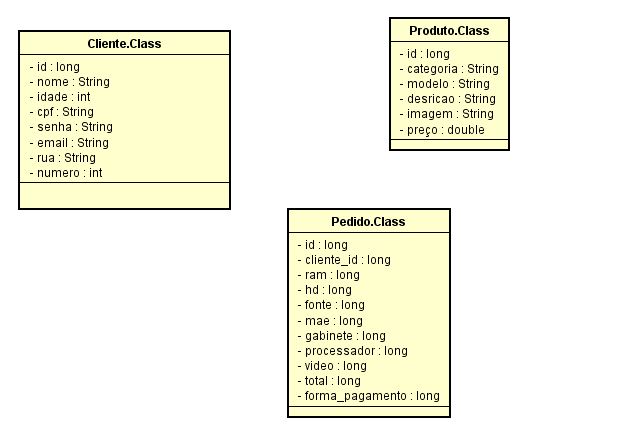 Cliente.Class
- id : long
- nome : String
- idade : int
- cpf : String
- senha : String
- email : String
- rua : String
- numero : int
Produto.Class
- id : long
- categoria : String
- modelo : String
- desricao : String
- imagem : String
- preço : double
Pedido.Class
- id : long
- cliente_id : long
- ram : long
- hd : long
- fonte : long
- mae : long
- gabinete : long
- processador : long
- video : long
- total : long
- forma_pagamento : long